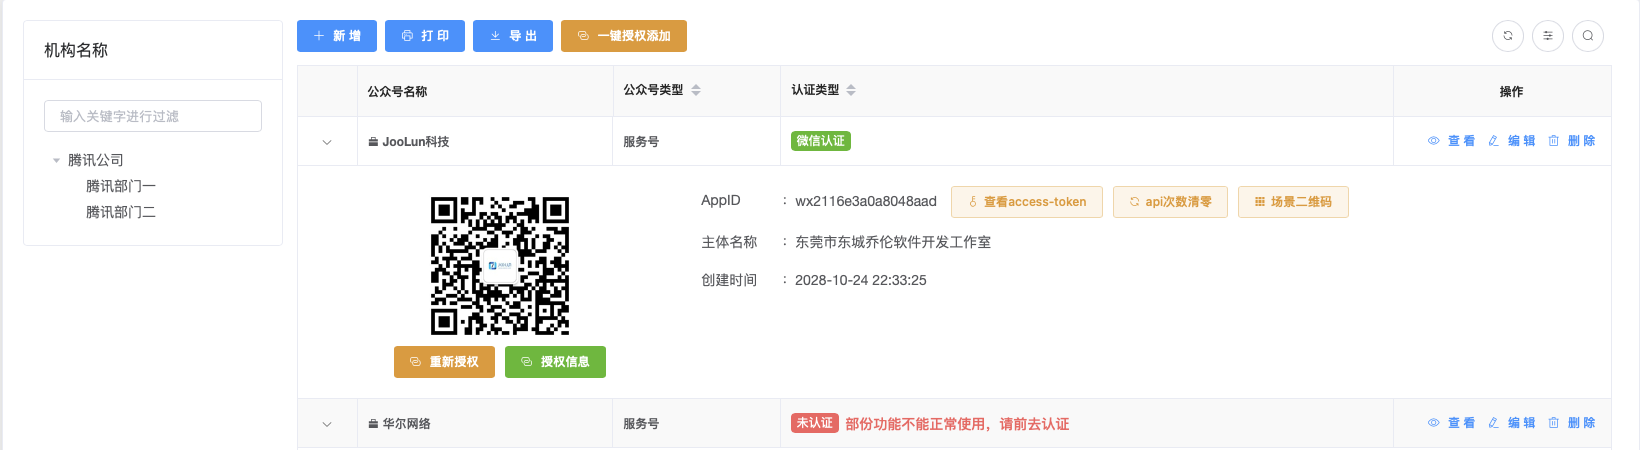 机构名称
输入关键字进行过滤
腾讯公司
腾讯部门一
腾讯部门二
新 增 打 印 导 出 一键授权添加
公众号名称 公众号类型 认证类型 操作
JooLun科技 服务号 微信认证 查 看 编 辑 删 除
AppID : wx2116e3a0a8048aad 查看access-token api次数清零 场景二维码
主体名称 : 东莞市东城乔伦软件开发工作室
创建时间 : 2028-10-24 22:33:25
重新授权 授权信息
华尔网络 服务号 未认证 部份功能不能正常使用，请前去认证 查 看 编 辑 删 除